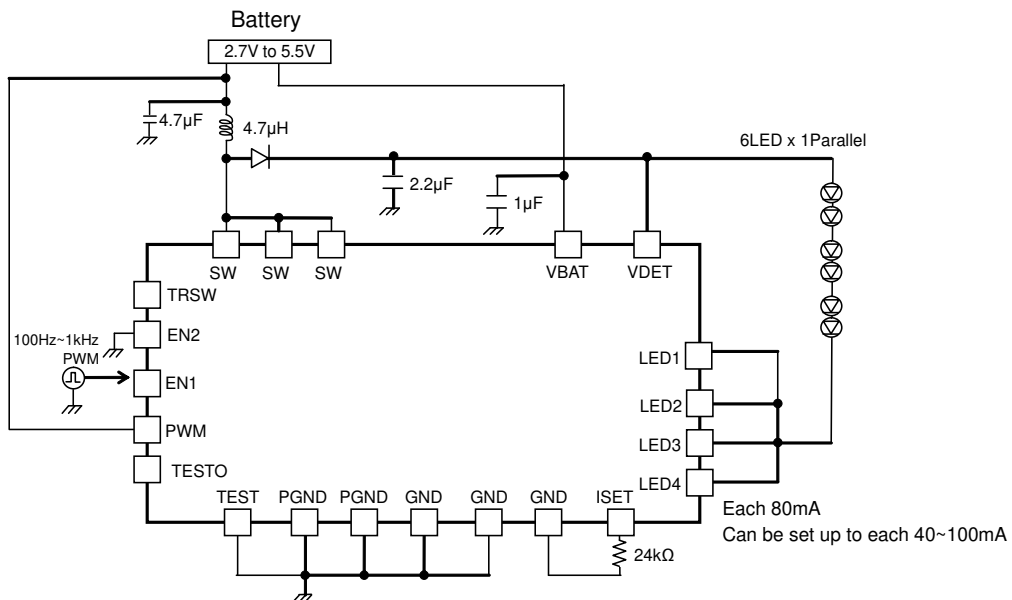 Battery
2.7V to 5.5V
4.7µF
4.7µH
6LED x 1Parallel
2.2µF
1µF
SW
SW
SW
VBAT
VDET
TRSW
EN2
100Hz~1kHz
PWM
EN1
PWM
TESTO
LED1
LED2
LED3
LED4
TEST
PGND
PGND
GND
GND
GND
ISET
Each 80mA
Can be set up to each 40~100mA
24kΩ